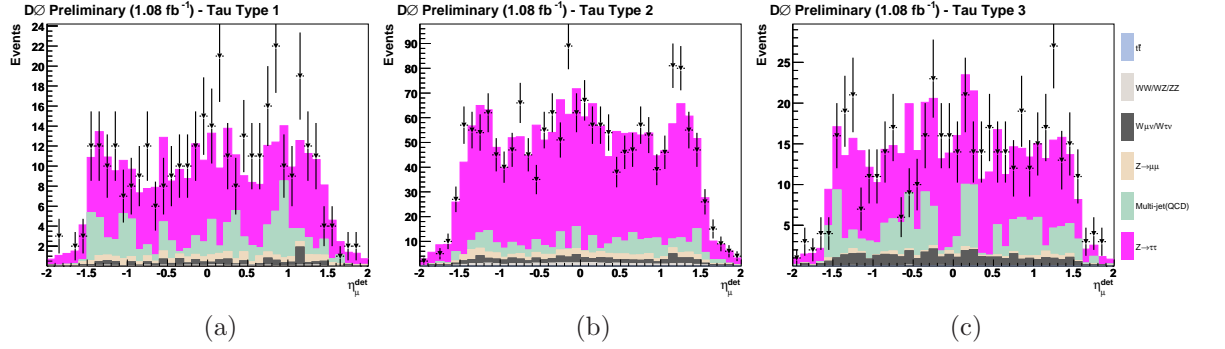 DØ Preliminary (1.08 fb⁻¹) - Tau Type 1
Events
24
22
20
18
16
14
12
10
8
6
4
2
-2 -1.5 -1 -0.5 0 0.5 1 1.5 2
η_μ^det
(a)
DØ Preliminary (1.08 fb⁻¹) - Tau Type 2
Events
90
80
70
60
50
40
30
20
10
-2 -1.5 -1 -0.5 0 0.5 1 1.5 2
η_μ^det
(b)
DØ Preliminary (1.08 fb⁻¹) - Tau Type 3
Events
25
20
15
10
5
-2 -1.5 -1 -0.5 0 0.5 1 1.5 2
η_μ^det
(c)
tt̄
WW/WZ/ZZ
Wμν/Wτν
Z→μμ
Multi-jet(QCD)
Z→ττ